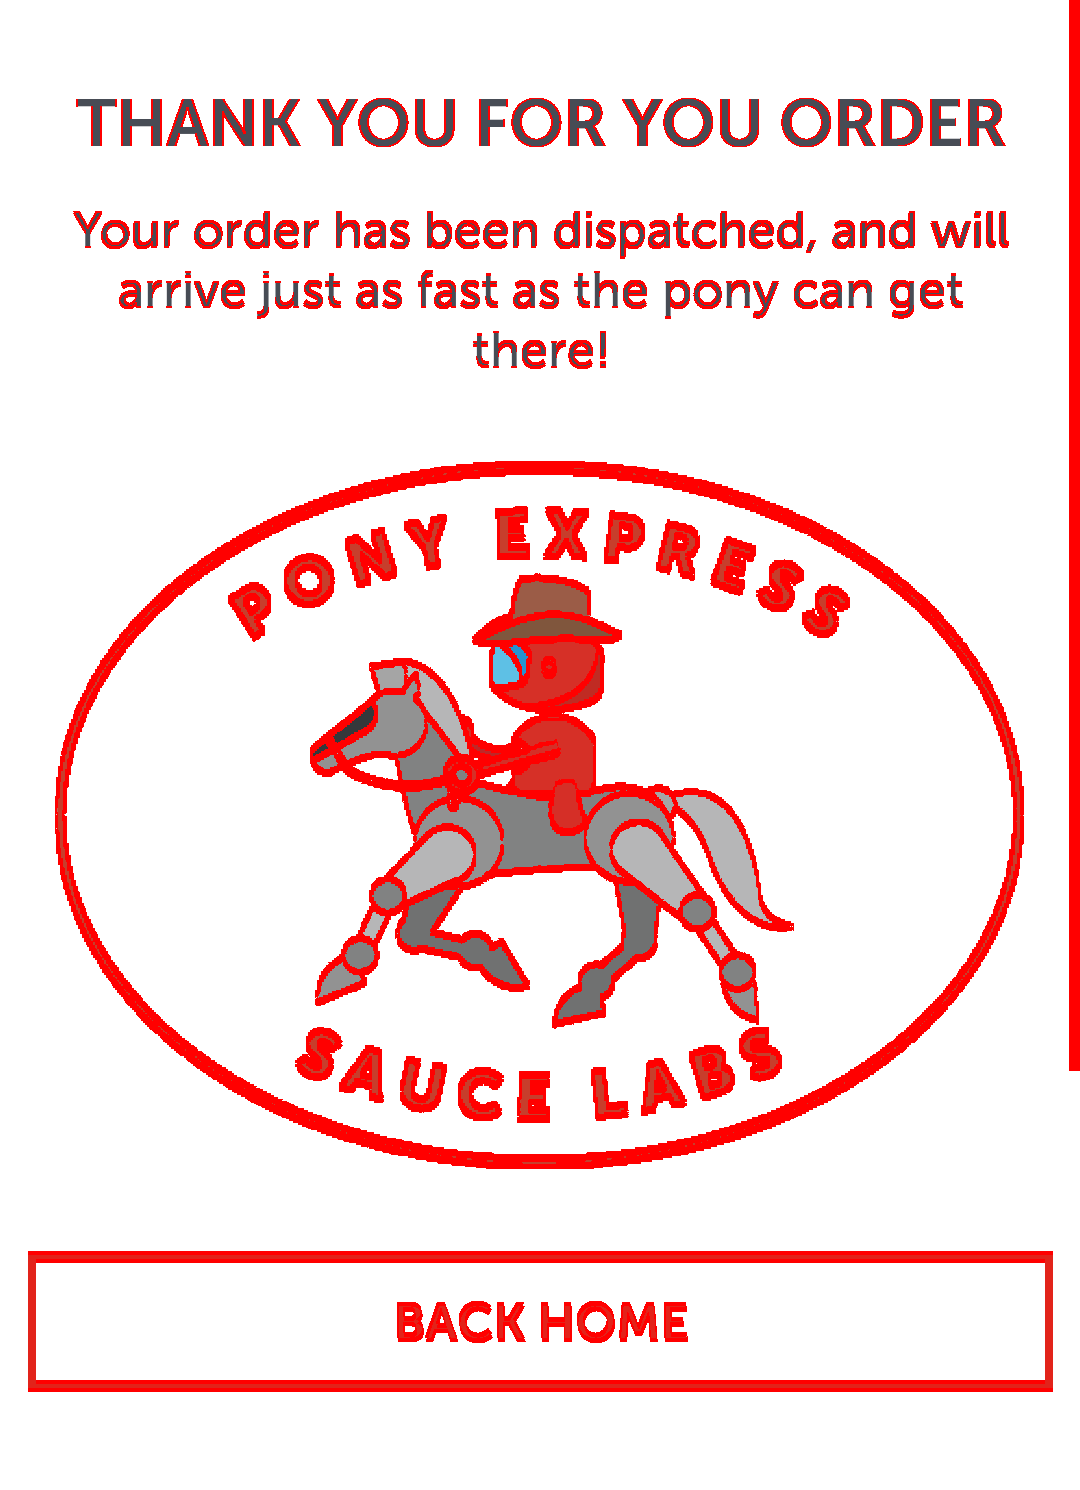 THANK YOU FOR YOU ORDER
Your order has been dispatched, and will
arrive just as fast as the pony can get
there!
PONY EXPRESS
SAUCE LABS
BACK HOME